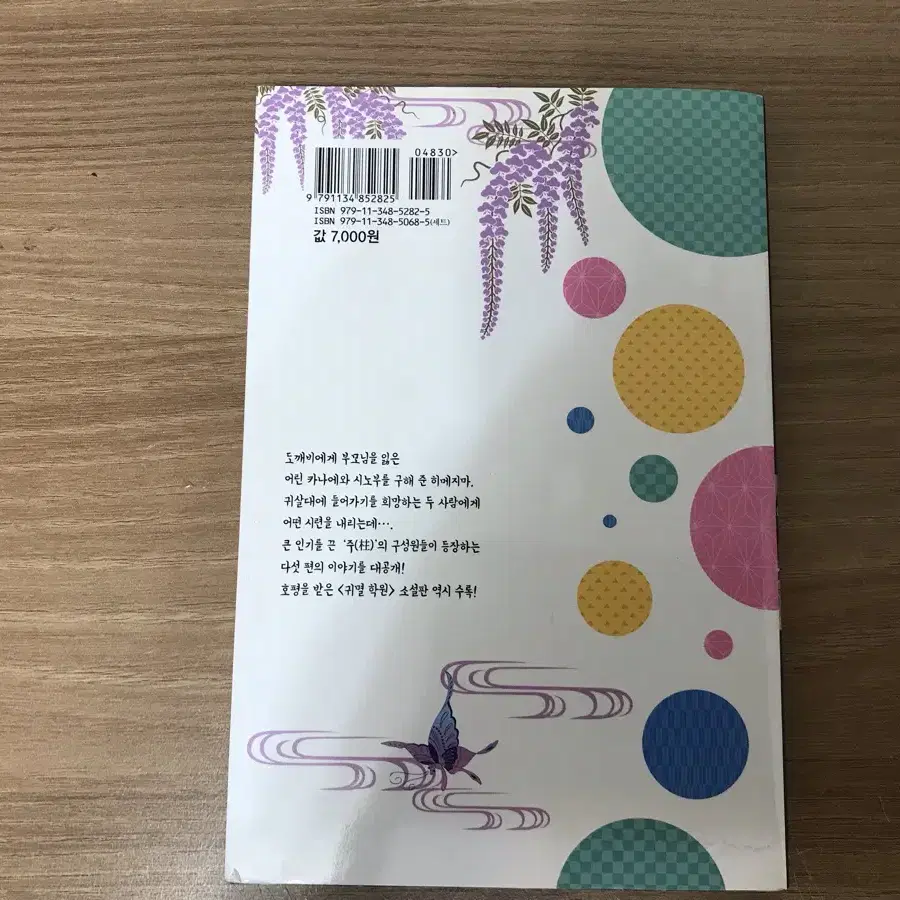 04830>
9 791134 852825
ISBN 979-11-348-5282-5
ISBN 979-11-348-5068-5(세트)
값 7,000원
도깨비에게 부모님을 잃은
어린 카나에와 시노부를 구해 준 히메지마.
귀살대에 들어가기를 희망하는 두 사람에게
어떤 시련을 내리는데….
큰 인기를 끈 '주(柱)'의 구성원들이 등장하는
다섯 편의 이야기를 대공개!
호평을 받은 <귀멸 학원> 소설판 역시 수록!